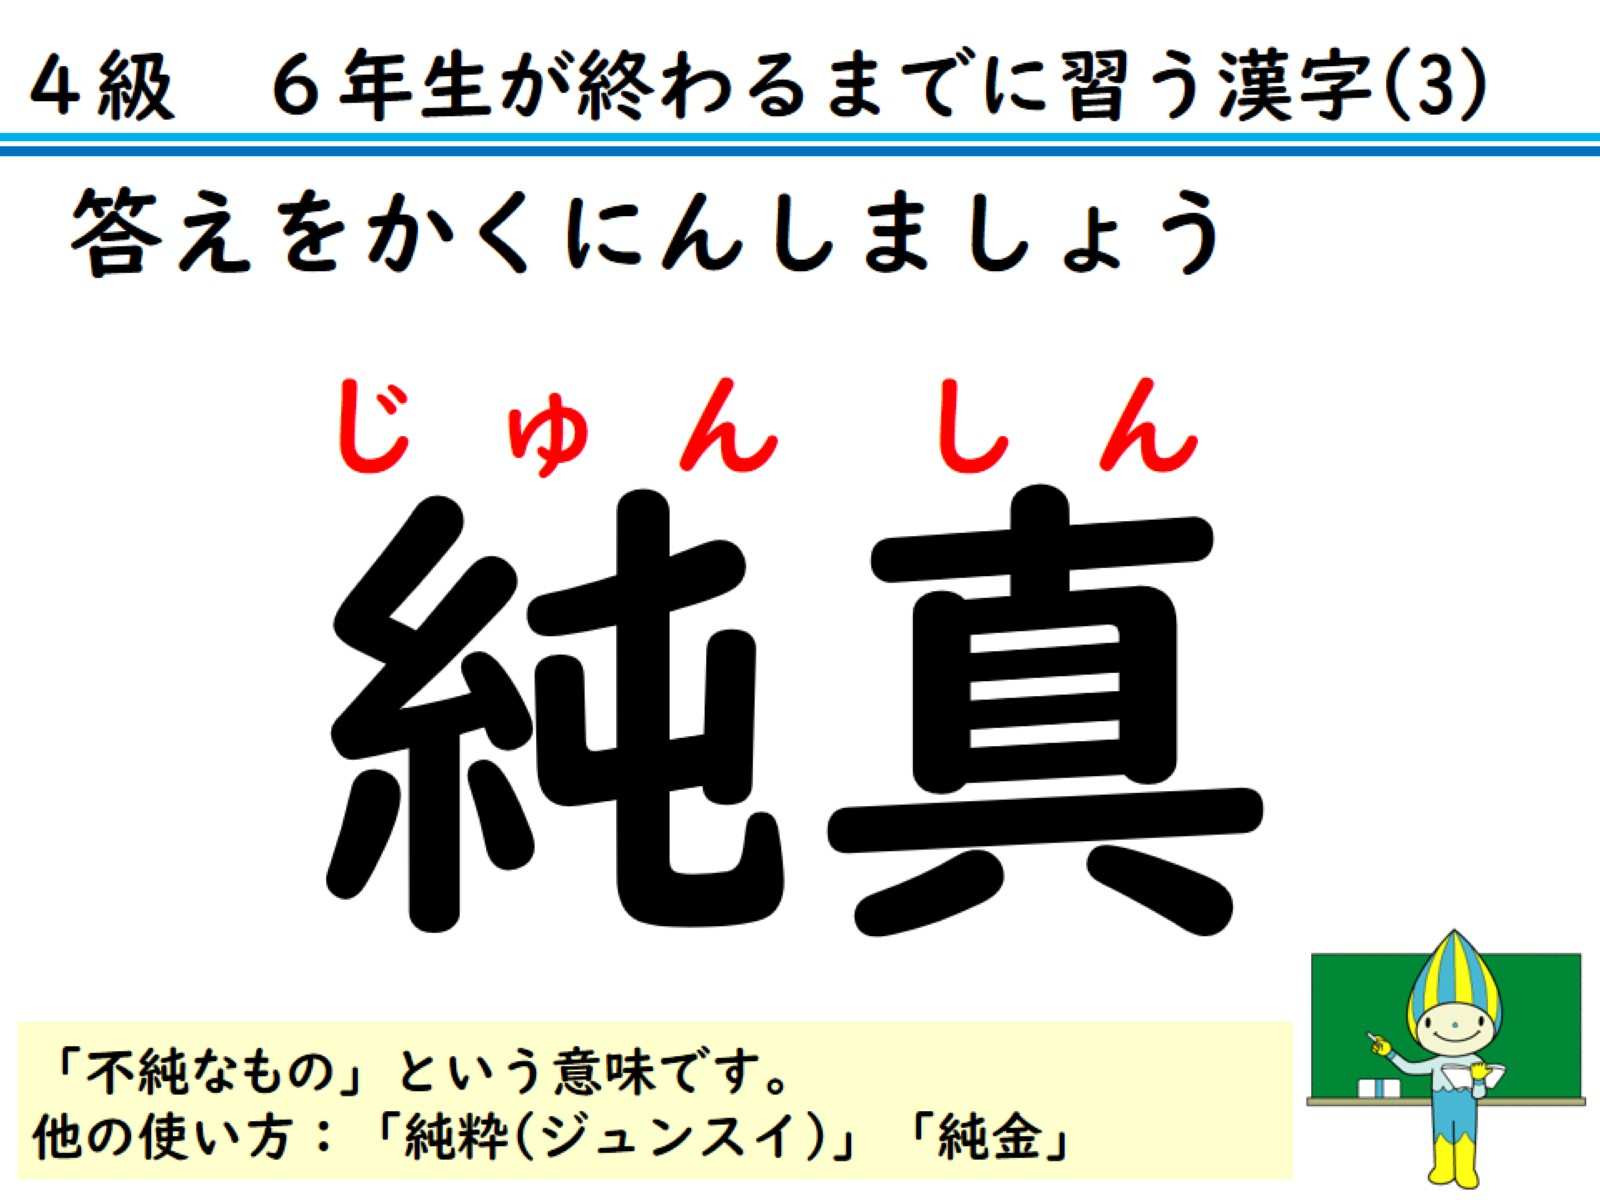 ４級　６年生が終わるまでに習う漢字(3)
答えをかくにんしましょう
じゅんしん
純真
「不純なもの」という意味です。
他の使い方：「純粋(ジュンスイ)」「純金」